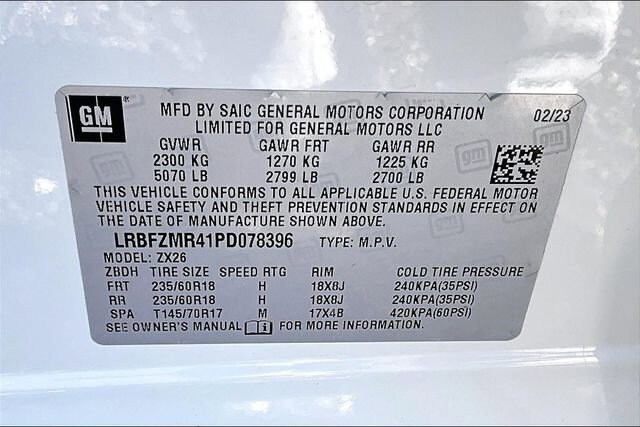 GM
MFD BY SAIC GENERAL MOTORS CORPORATION 02/23
LIMITED FOR GENERAL MOTORS LLC
GVWR GAWR FRT GAWR RR
2300 KG 1270 KG 1225 KG
5070 LB 2799 LB 2700 LB
THIS VEHICLE CONFORMS TO ALL APPLICABLE U.S. FEDERAL MOTOR
VEHICLE SAFETY AND THEFT PREVENTION STANDARDS IN EFFECT ON
THE DATE OF MANUFACTURE SHOWN ABOVE.
LRBFZMR41PD078396 TYPE: M.P.V.
MODEL: ZX26
ZBDH TIRE SIZE SPEED RTG RIM COLD TIRE PRESSURE
FRT 235/60R18 H 18X8J 240KPA(35PSI)
RR 235/60R18 H 18X8J 240KPA(35PSI)
SPA T145/70R17 M 17X4B 420KPA(60PSI)
SEE OWNER'S MANUAL FOR MORE INFORMATION.